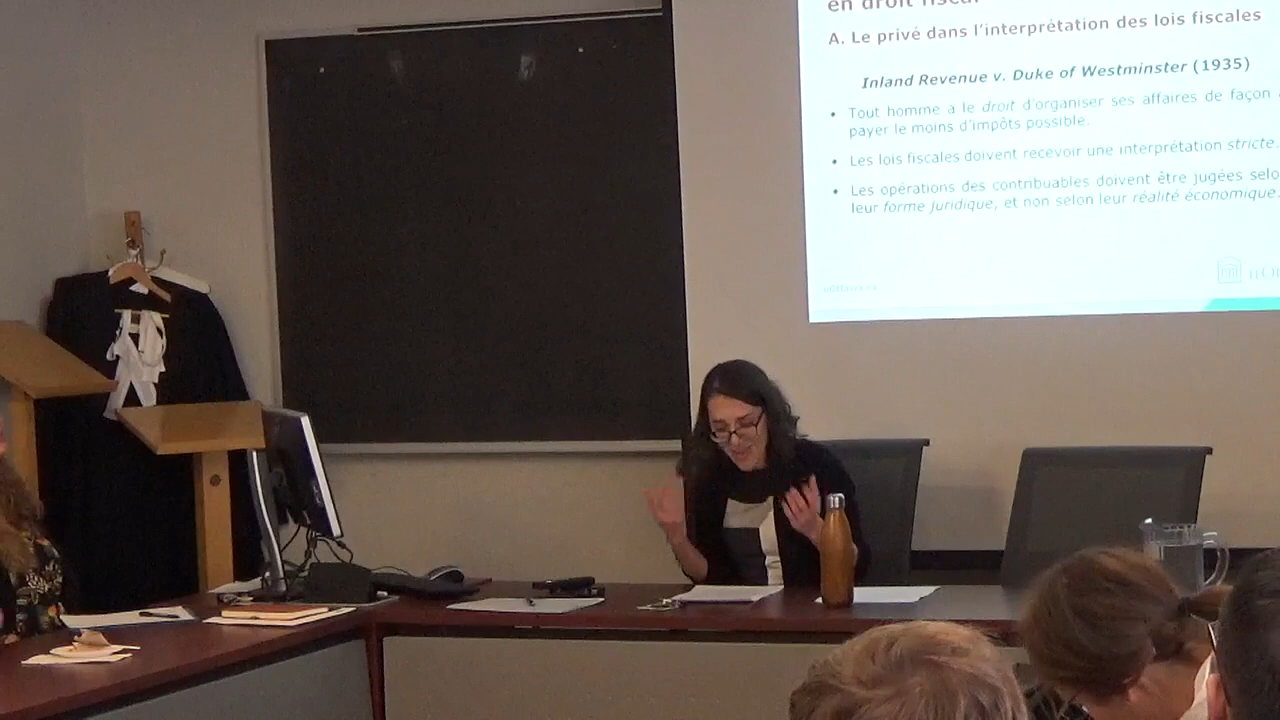 en droit fiscal
A. Le privé dans l'interprétation des lois fiscales
Inland Revenue v. Duke of Westminster (1935)
• Tout homme a le droit d'organiser ses affaires de façon
payer le moins d'impôts possible.
• Les lois fiscales doivent recevoir une interprétation stricte.
• Les opérations des contribuables doivent être jugées selo
leur forme juridique, et non selon leur réalité économique.
uOttawa.ca